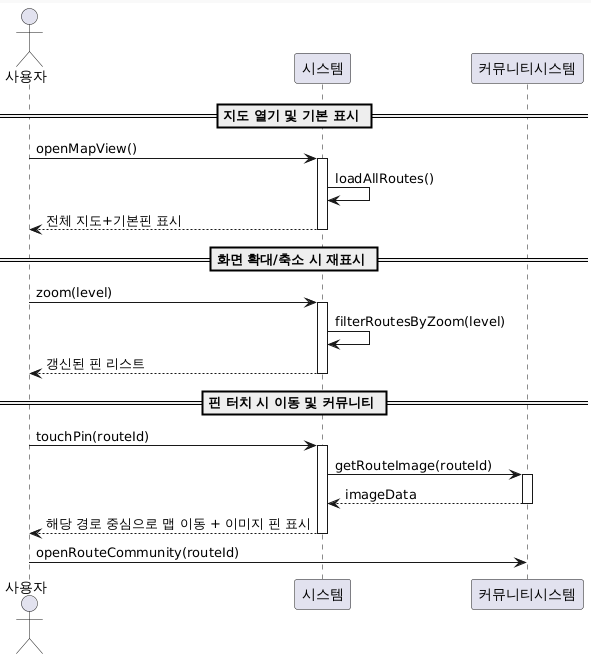 사용자
시스템
커뮤니티시스템
지도 열기 및 기본 표시
openMapView()
loadAllRoutes()
전체 지도+기본핀 표시
화면 확대/축소 시 재표시
zoom(level)
filterRoutesByZoom(level)
갱신된 핀 리스트
핀 터치 시 이동 및 커뮤니티
touchPin(routeId)
getRouteImage(routeId)
imageData
해당 경로 중심으로 맵 이동 + 이미지 핀 표시
openRouteCommunity(routeId)
사용자
시스템
커뮤니티시스템